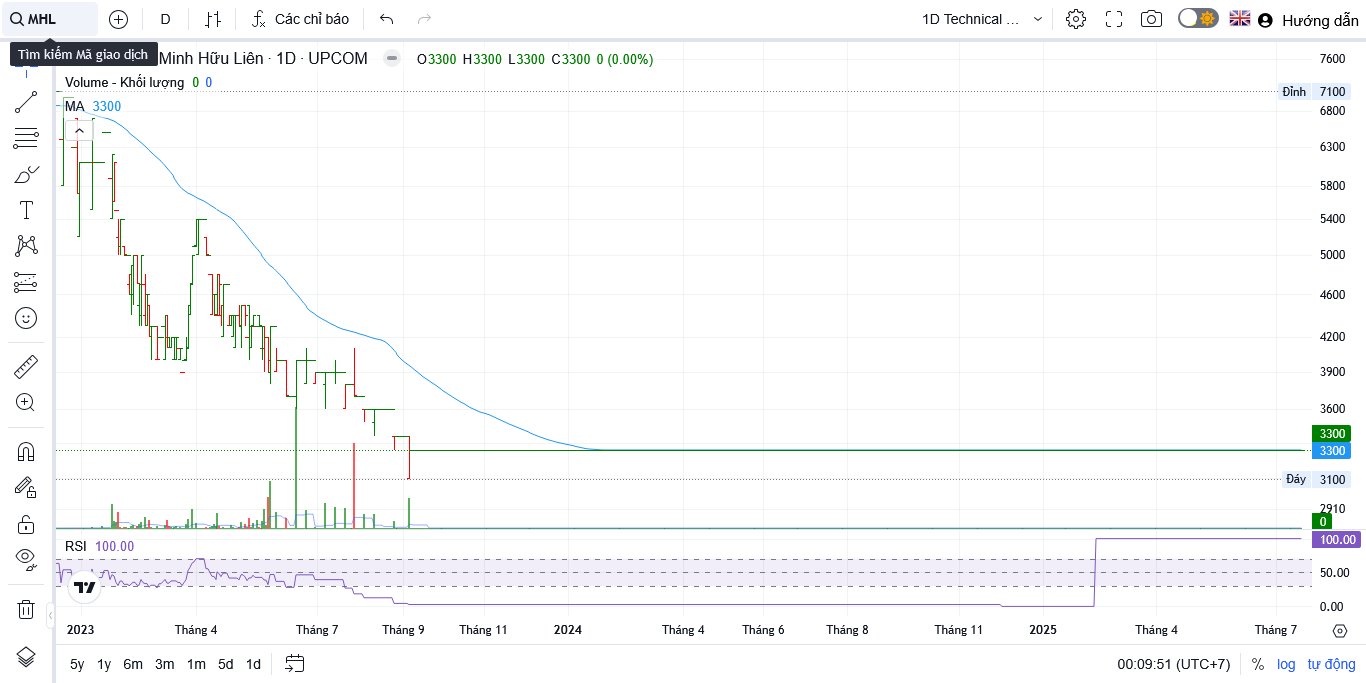 MHL
D
Các chỉ báo
1D Technical ...
Hướng dẫn
Tìm kiếm Mã giao dịch
Minh Hữu Liên · 1D · UPCOM
O3300 H3300 L3300 C3300 0 (0.00%)
Volume - Khối lượng 0 0
MA 3300
7600
Đỉnh 7100
6800
6300
5800
5400
5000
4600
4200
3900
3600
3300
3300
Đáy 3100
2910
0
RSI 100.00
100.00
50.00
0.00
2023 Tháng 4 Tháng 7 Tháng 9 Tháng 11 2024 Tháng 4 Tháng 6 Tháng 8 Tháng 11 2025 Tháng 4 Tháng 7
5y 1y 6m 3m 1m 5d 1d
00:09:51 (UTC+7) % log tự động